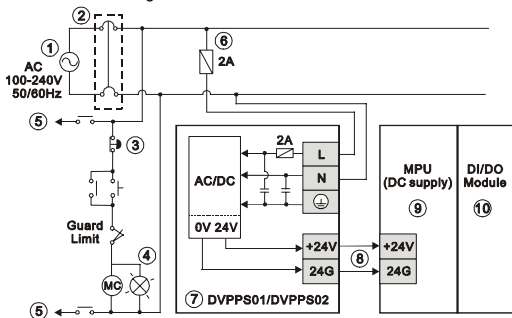 ②
①
AC
100-240V
50/60Hz
⑥
2A
⑤
③
Guard
Limit
④
MC
⑤
2A
L
N
AC/DC
0V 24V
+24V
24G
⑦ DVPPS01/DVPPS02
⑧
MPU
(DC supply)
⑨
+24V
24G
DI/DO
Module
⑩